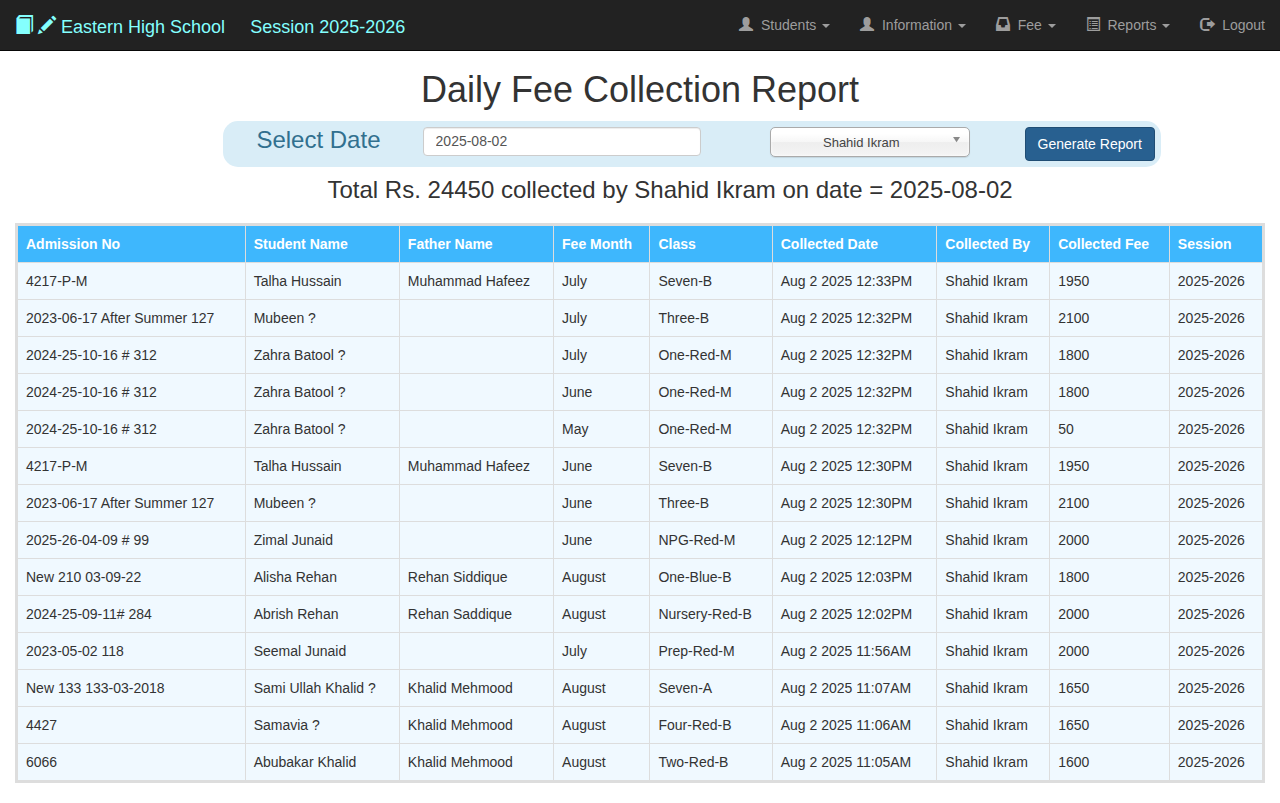 Eastern High School Session 2025-2026 Students Information Fee Reports Logout
Daily Fee Collection Report
Select Date 2025-08-02 Shahid Ikram Generate Report
Total Rs. 24450 collected by Shahid Ikram on date = 2025-08-02
Admission No Student Name Father Name Fee Month Class Collected Date Collected By Collected Fee Session
4217-P-M Talha Hussain Muhammad Hafeez July Seven-B Aug 2 2025 12:33PM Shahid Ikram 1950 2025-2026
2023-06-17 After Summer 127 Mubeen ? July Three-B Aug 2 2025 12:32PM Shahid Ikram 2100 2025-2026
2024-25-10-16 # 312 Zahra Batool ? July One-Red-M Aug 2 2025 12:32PM Shahid Ikram 1800 2025-2026
2024-25-10-16 # 312 Zahra Batool ? June One-Red-M Aug 2 2025 12:32PM Shahid Ikram 1800 2025-2026
2024-25-10-16 # 312 Zahra Batool ? May One-Red-M Aug 2 2025 12:32PM Shahid Ikram 50 2025-2026
4217-P-M Talha Hussain Muhammad Hafeez June Seven-B Aug 2 2025 12:30PM Shahid Ikram 1950 2025-2026
2023-06-17 After Summer 127 Mubeen ? June Three-B Aug 2 2025 12:30PM Shahid Ikram 2100 2025-2026
2025-26-04-09 # 99 Zimal Junaid June NPG-Red-M Aug 2 2025 12:12PM Shahid Ikram 2000 2025-2026
New 210 03-09-22 Alisha Rehan Rehan Siddique August One-Blue-B Aug 2 2025 12:03PM Shahid Ikram 1800 2025-2026
2024-25-09-11# 284 Abrish Rehan Rehan Saddique August Nursery-Red-B Aug 2 2025 12:02PM Shahid Ikram 2000 2025-2026
2023-05-02 118 Seemal Junaid July Prep-Red-M Aug 2 2025 11:56AM Shahid Ikram 2000 2025-2026
New 133 133-03-2018 Sami Ullah Khalid ? Khalid Mehmood August Seven-A Aug 2 2025 11:07AM Shahid Ikram 1650 2025-2026
4427 Samavia ? Khalid Mehmood August Four-Red-B Aug 2 2025 11:06AM Shahid Ikram 1650 2025-2026
6066 Abubakar Khalid Khalid Mehmood August Two-Red-B Aug 2 2025 11:05AM Shahid Ikram 1600 2025-2026